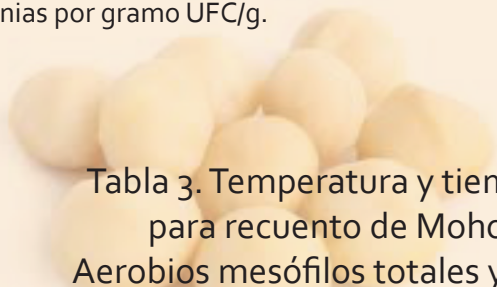 nias por gramo UFC/g.
Tabla 3. Temperatura y tien
para recuento de Moho
Aerobios mesófilos totales y